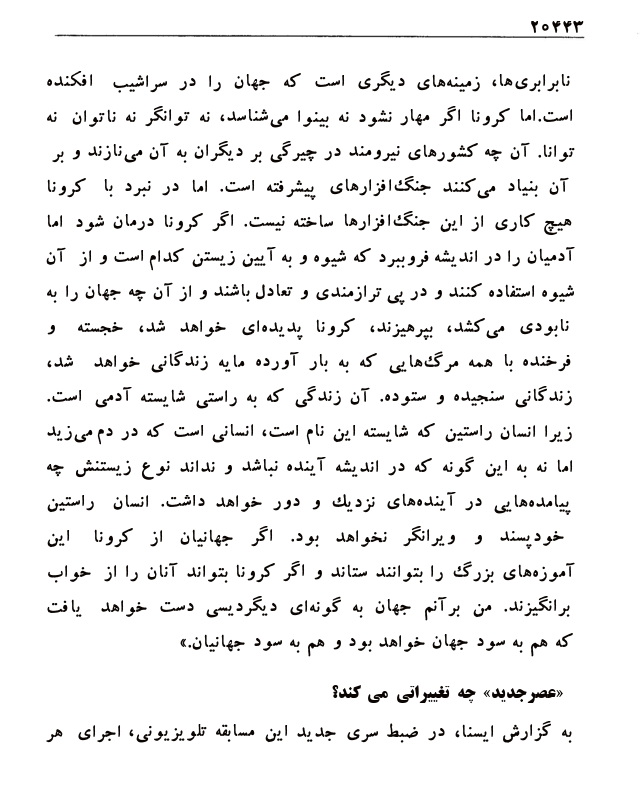 ۲۰۴۴۳
نابرابری‌ها، زمینه‌های دیگری است که جهان را در سراشیب افکنده
است.اما کرونا اگر مهار نشود نه بینوا می‌شناسد، نه توانگر نه ناتوان نه
توانا. آن چه کشورهای نیرومند در چیرگی بر دیگران به آن می‌نازند و بر
آن بنیاد می‌کنند جنگ‌افزارهای پیشرفته است. اما در نبرد با کرونا
هیچ کاری از این جنگ‌افزارها ساخته نیست. اگر کرونا درمان شود اما
آدمیان را در اندیشه فروببرد که شیوه و به آیین زیستن کدام است و از آن
شیوه استفاده کنند و در پی ترازمندی و تعادل باشند و از آن چه جهان را به
نابودی می‌کشد، بپرهیزند، کرونا پدیده‌ای خواهد شد، خجسته و
فرخنده با همه مرگ‌هایی که به بار آورده مایه زندگانی خواهد شد،
زندگانی سنجیده و ستوده. آن زندگی که به راستی شایسته آدمی است.
زیرا انسان راستین که شایسته این نام است، انسانی است که در دم می‌زید
اما نه به این گونه که در اندیشه آینده نباشد و نداند نوع زیستنش چه
پیامدهایی در آینده‌های نزدیک و دور خواهد داشت. انسان راستین
خودپسند و ویرانگر نخواهد بود. اگر جهانیان از کرونا این
آموزه‌های بزرگ را بتوانند ستاند و اگر کرونا بتواند آنان را از خواب
برانگیزند. من برآنم جهان به گونه‌ای دیگردیسی دست خواهد یافت
که هم به سود جهان خواهد بود و هم به سود جهانیان.»
«عصرجدید» چه تغییراتی می کند؟
به گزارش ایسنا، در ضبط سری جدید این مسابقه تلویزیونی، اجرای هر